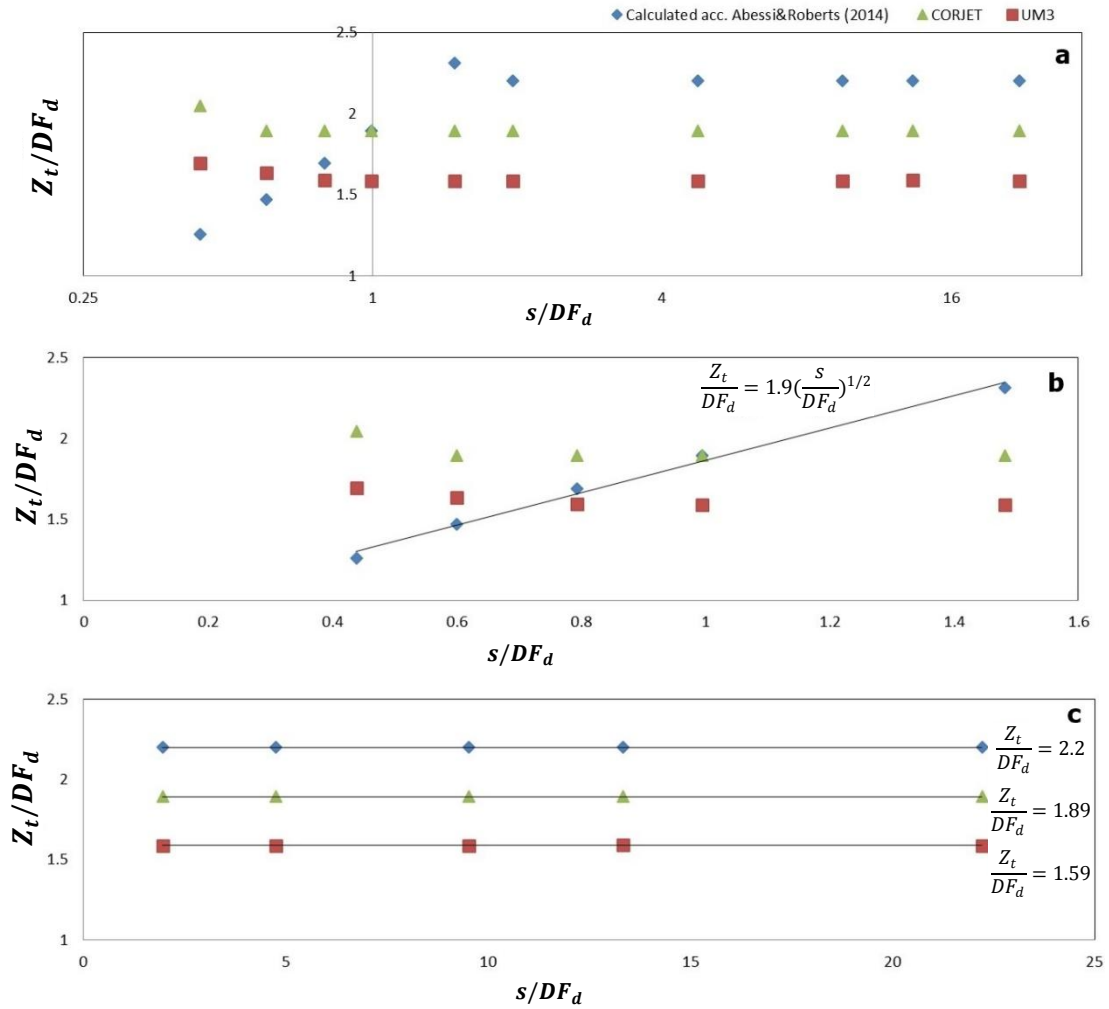 Calculated acc. Abessi&Roberts (2014) CORJET UM3
a
2.5
2
1.5
1
Z_t/DF_d
0.25 1 4 16
s/DF_d
b
Z_t/DF_d = 1.9(s/DF_d)^{1/2}
2.5
2
1.5
1
Z_t/DF_d
0 0.2 0.4 0.6 0.8 1 1.2 1.4 1.6
s/DF_d
c
2.5
2
1.5
1
Z_t/DF_d
Z_t/DF_d = 2.2
Z_t/DF_d = 1.89
Z_t/DF_d = 1.59
0 5 10 15 20 25
s/DF_d